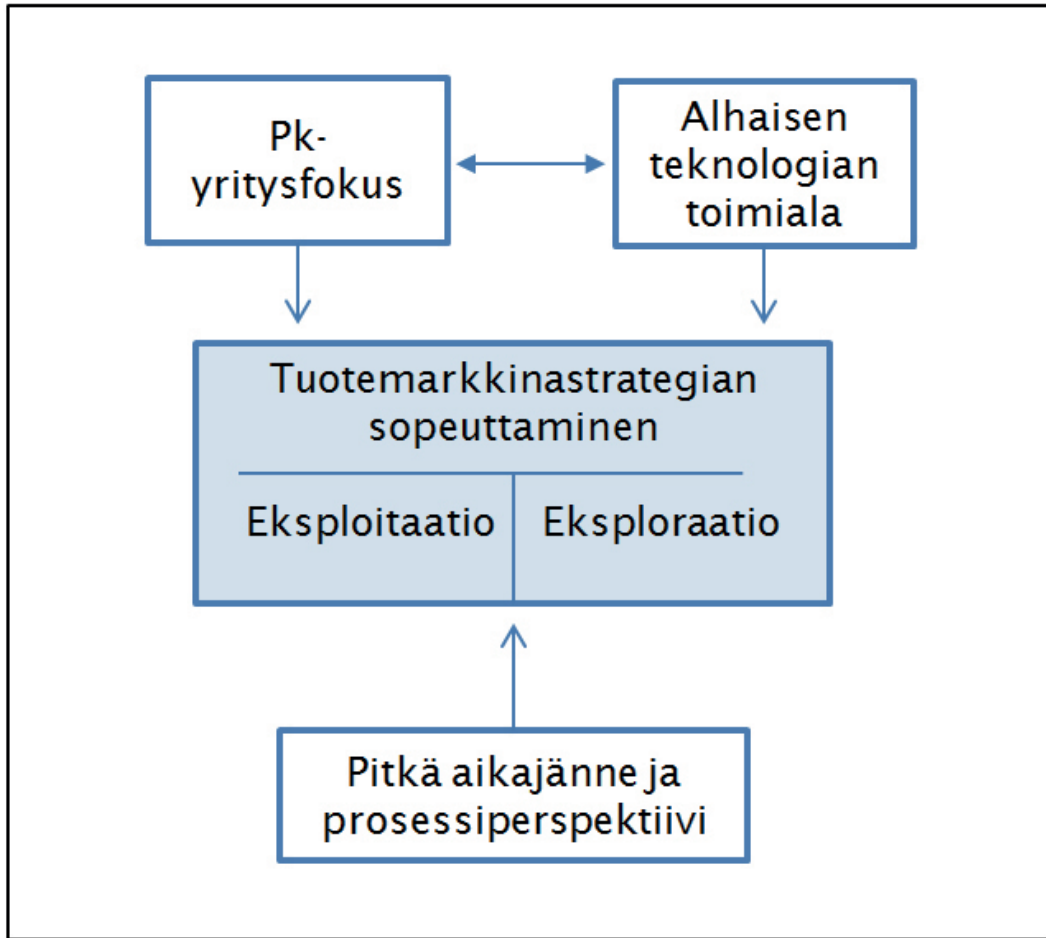 Pk-
yritysfokus
Alhaisen
teknologian
toimiala
Tuotemarkkinastrategian
sopeuttaminen
Eksploitaatio
Eksploraatio
Pitkä aikajänne ja
prosessiperspektiivi